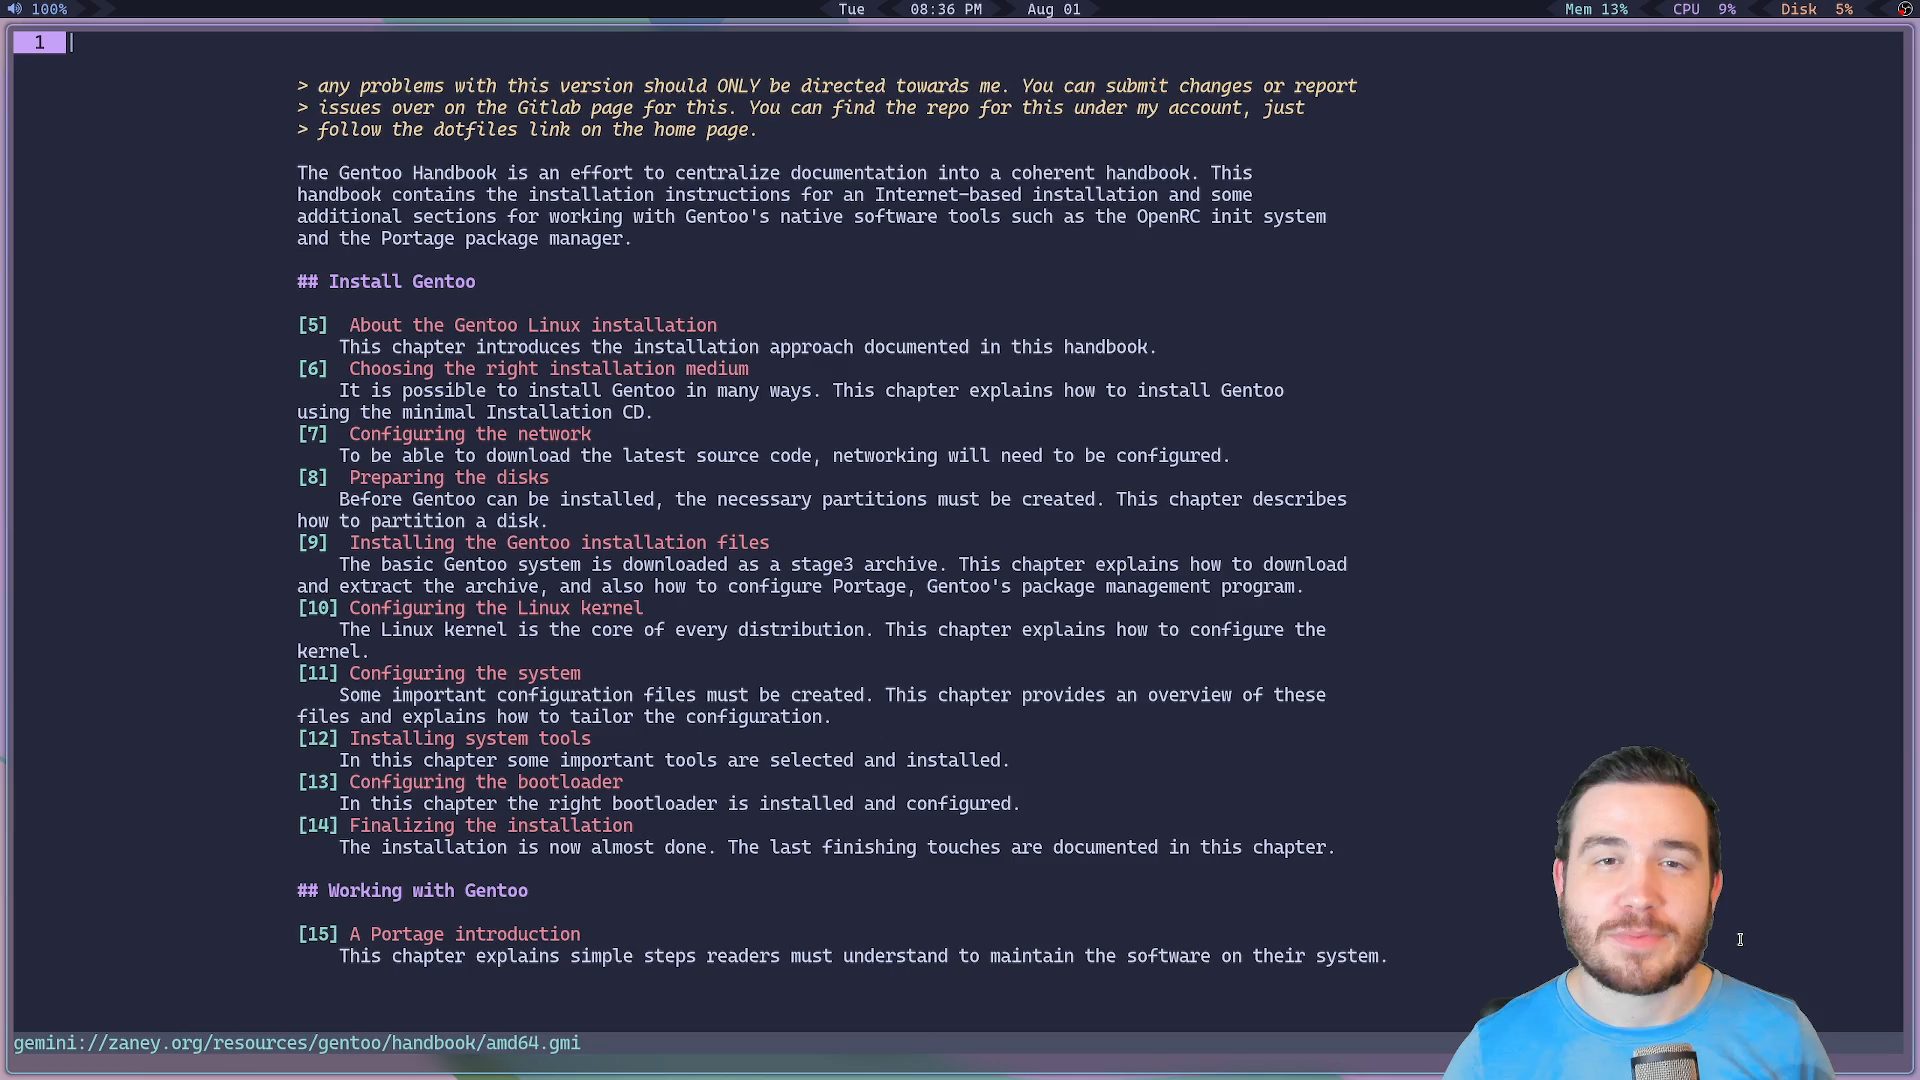 100% Tue 08:36 PM Aug 01 Mem 13% CPU 9% Disk 5%
1
> any problems with this version should ONLY be directed towards me. You can submit changes or report
> issues over on the Gitlab page for this. You can find the repo for this under my account, just
> follow the dotfiles link on the home page.
The Gentoo Handbook is an effort to centralize documentation into a coherent handbook. This
handbook contains the installation instructions for an Internet-based installation and some
additional sections for working with Gentoo's native software tools such as the OpenRC init system
and the Portage package manager.
## Install Gentoo
[5] About the Gentoo Linux installation
This chapter introduces the installation approach documented in this handbook.
[6] Choosing the right installation medium
It is possible to install Gentoo in many ways. This chapter explains how to install Gentoo
using the minimal Installation CD.
[7] Configuring the network
To be able to download the latest source code, networking will need to be configured.
[8] Preparing the disks
Before Gentoo can be installed, the necessary partitions must be created. This chapter describes
how to partition a disk.
[9] Installing the Gentoo installation files
The basic Gentoo system is downloaded as a stage3 archive. This chapter explains how to download
and extract the archive, and also how to configure Portage, Gentoo's package management program.
[10] Configuring the Linux kernel
The Linux kernel is the core of every distribution. This chapter explains how to configure the
kernel.
[11] Configuring the system
Some important configuration files must be created. This chapter provides an overview of these
files and explains how to tailor the configuration.
[12] Installing system tools
In this chapter some important tools are selected and installed.
[13] Configuring the bootloader
In this chapter the right bootloader is installed and configured.
[14] Finalizing the installation
The installation is now almost done. The last finishing touches are documented in this chapter.
## Working with Gentoo
[15] A Portage introduction
This chapter explains simple steps readers must understand to maintain the software on their system.
gemini://zaney.org/resources/gentoo/handbook/amd64.gmi